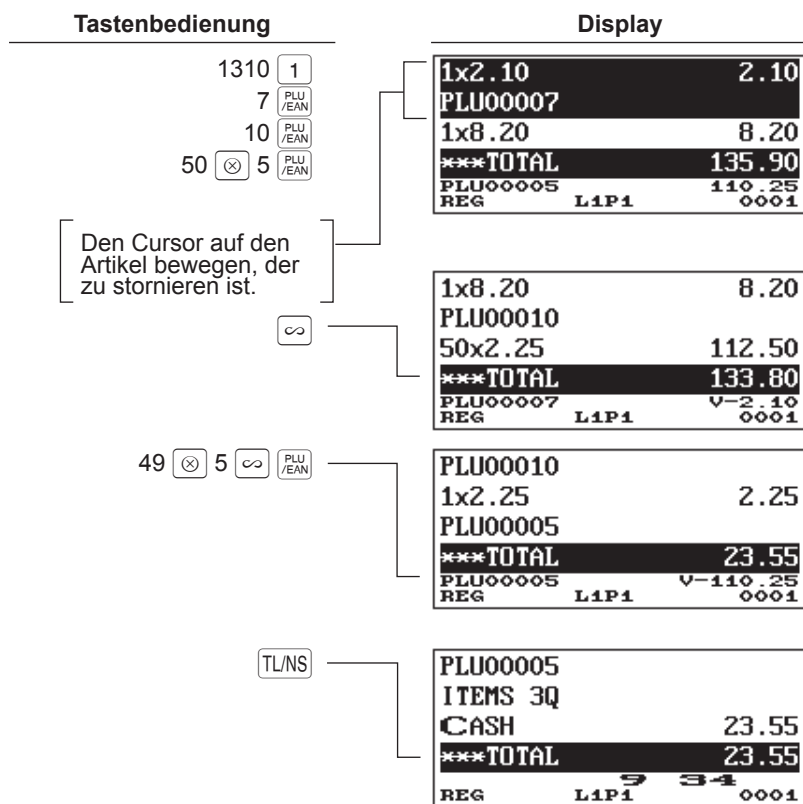 Tastenbedienung
Display
1310 1
7 PLU /EAN
10 PLU /EAN
50 ⊗ 5 PLU /EAN
Den Cursor auf den
Artikel bewegen, der
zu stornieren ist.
1x2.10 2.10
PLU00007
1x8.20 8.20
***TOTAL 135.90
PLU00005 110.25
REG L1P1 0001
∽
1x8.20 8.20
PLU00010
50x2.25 112.50
***TOTAL 133.80
PLU00007 V-2.10
REG L1P1 0001
49 ⊗ 5 ∽ PLU /EAN
PLU00010
1x2.25 2.25
PLU00005
***TOTAL 23.55
PLU00005 V-110.25
REG L1P1 0001
TL/NS
PLU00005
ITEMS 3Q
CASH 23.55
***TOTAL 23.55
9 34
REG L1P1 0001